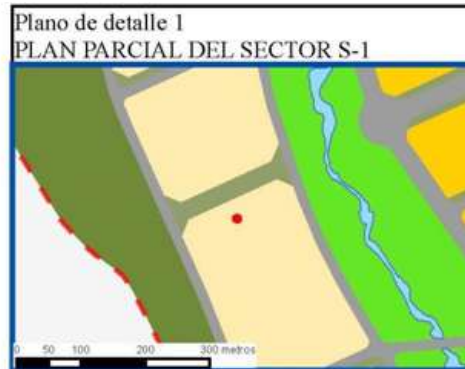 Plano de detalle 1
PLAN PARCIAL DEL SECTOR S-1
0 50 100 200 300 metros